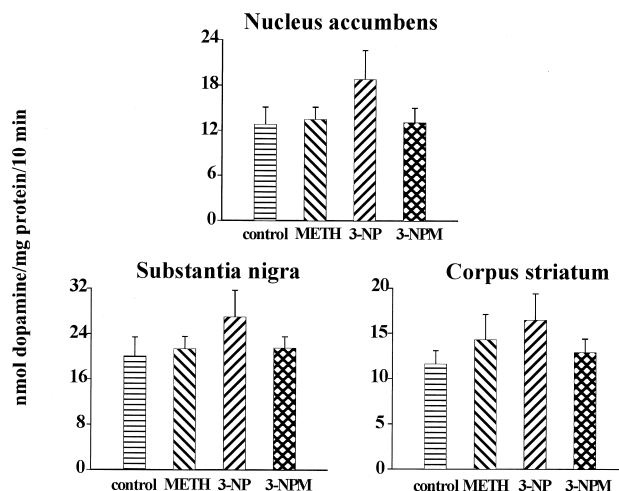 Nucleus accumbens
nmol dopamine/mg protein/10 min
24
18
12
6
0
control METH 3-NP 3-NPM
Substantia nigra
32
24
16
8
0
control METH 3-NP 3-NPM
Corpus striatum
20
15
10
5
0
control METH 3-NP 3-NPM